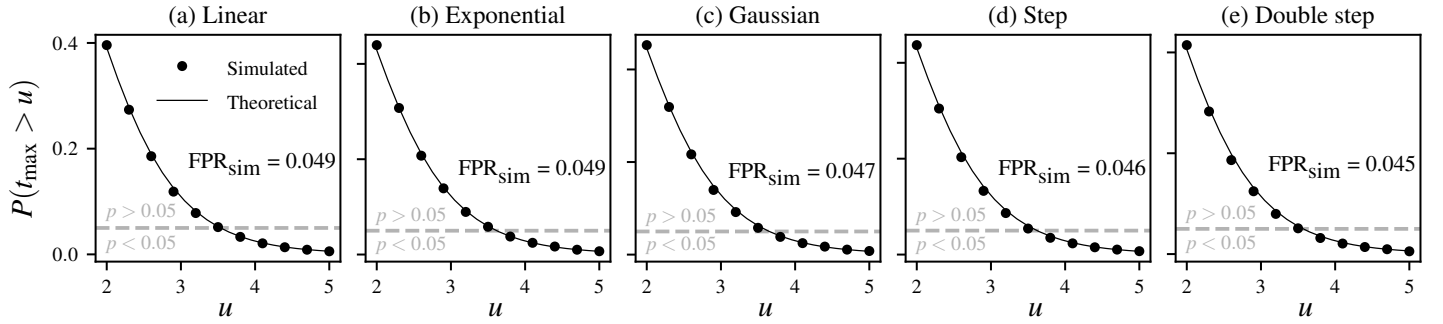 (a) Linear
(b) Exponential
(c) Gaussian
(d) Step
(e) Double step
P(t_max > u)
0.4
0.2
0.0
Simulated
Theoretical
FPR_sim = 0.049
p > 0.05
p < 0.05
2 3 4 5
u
FPR_sim = 0.049
p > 0.05
p < 0.05
2 3 4 5
u
FPR_sim = 0.047
p > 0.05
p < 0.05
2 3 4 5
u
FPR_sim = 0.046
p > 0.05
p < 0.05
2 3 4 5
u
FPR_sim = 0.045
p > 0.05
p < 0.05
2 3 4 5
u